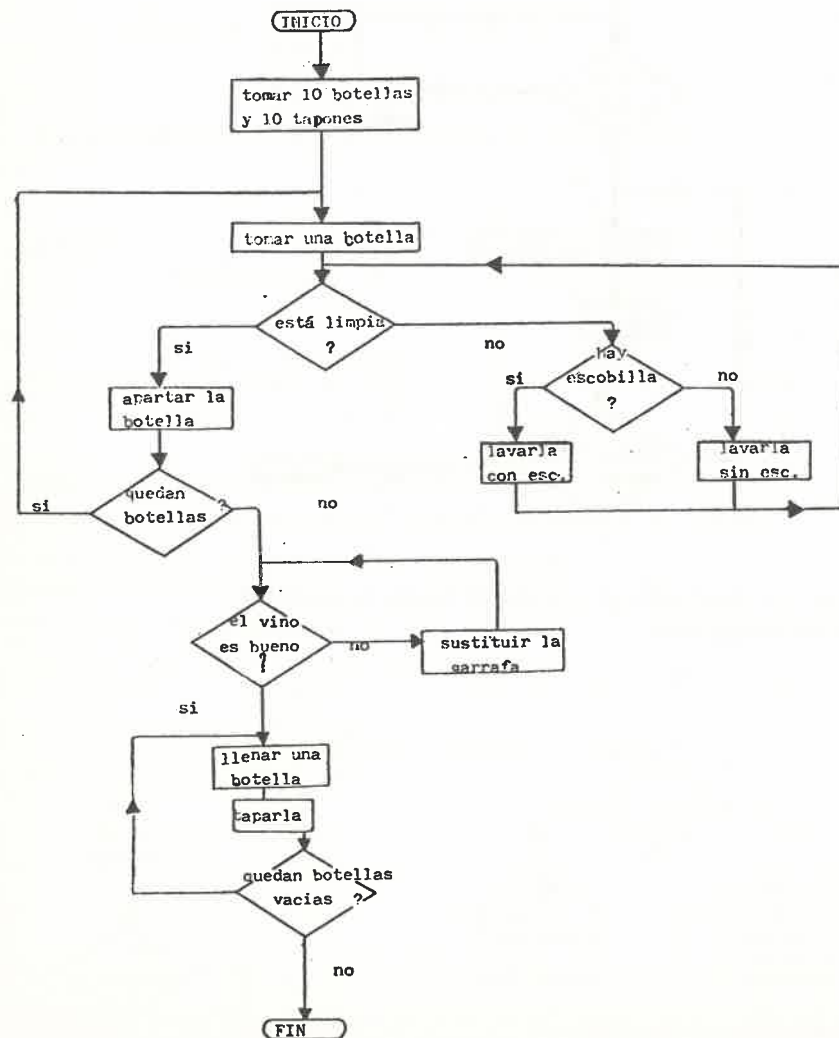 INICIO
tomar 10 botellas
y 10 tapones
tomar una botella
está limpia
?
si
no
hay
escobilla
?
si
no
apartar la
botella
lavarla
con esc.
lavarla
sin esc.
quedan
botellas ?
si
no
el vino
es bueno
?
no
sustituir la
garrafa
si
llenar una
botella
taparla
quedan botellas
vacias ?
no
FIN